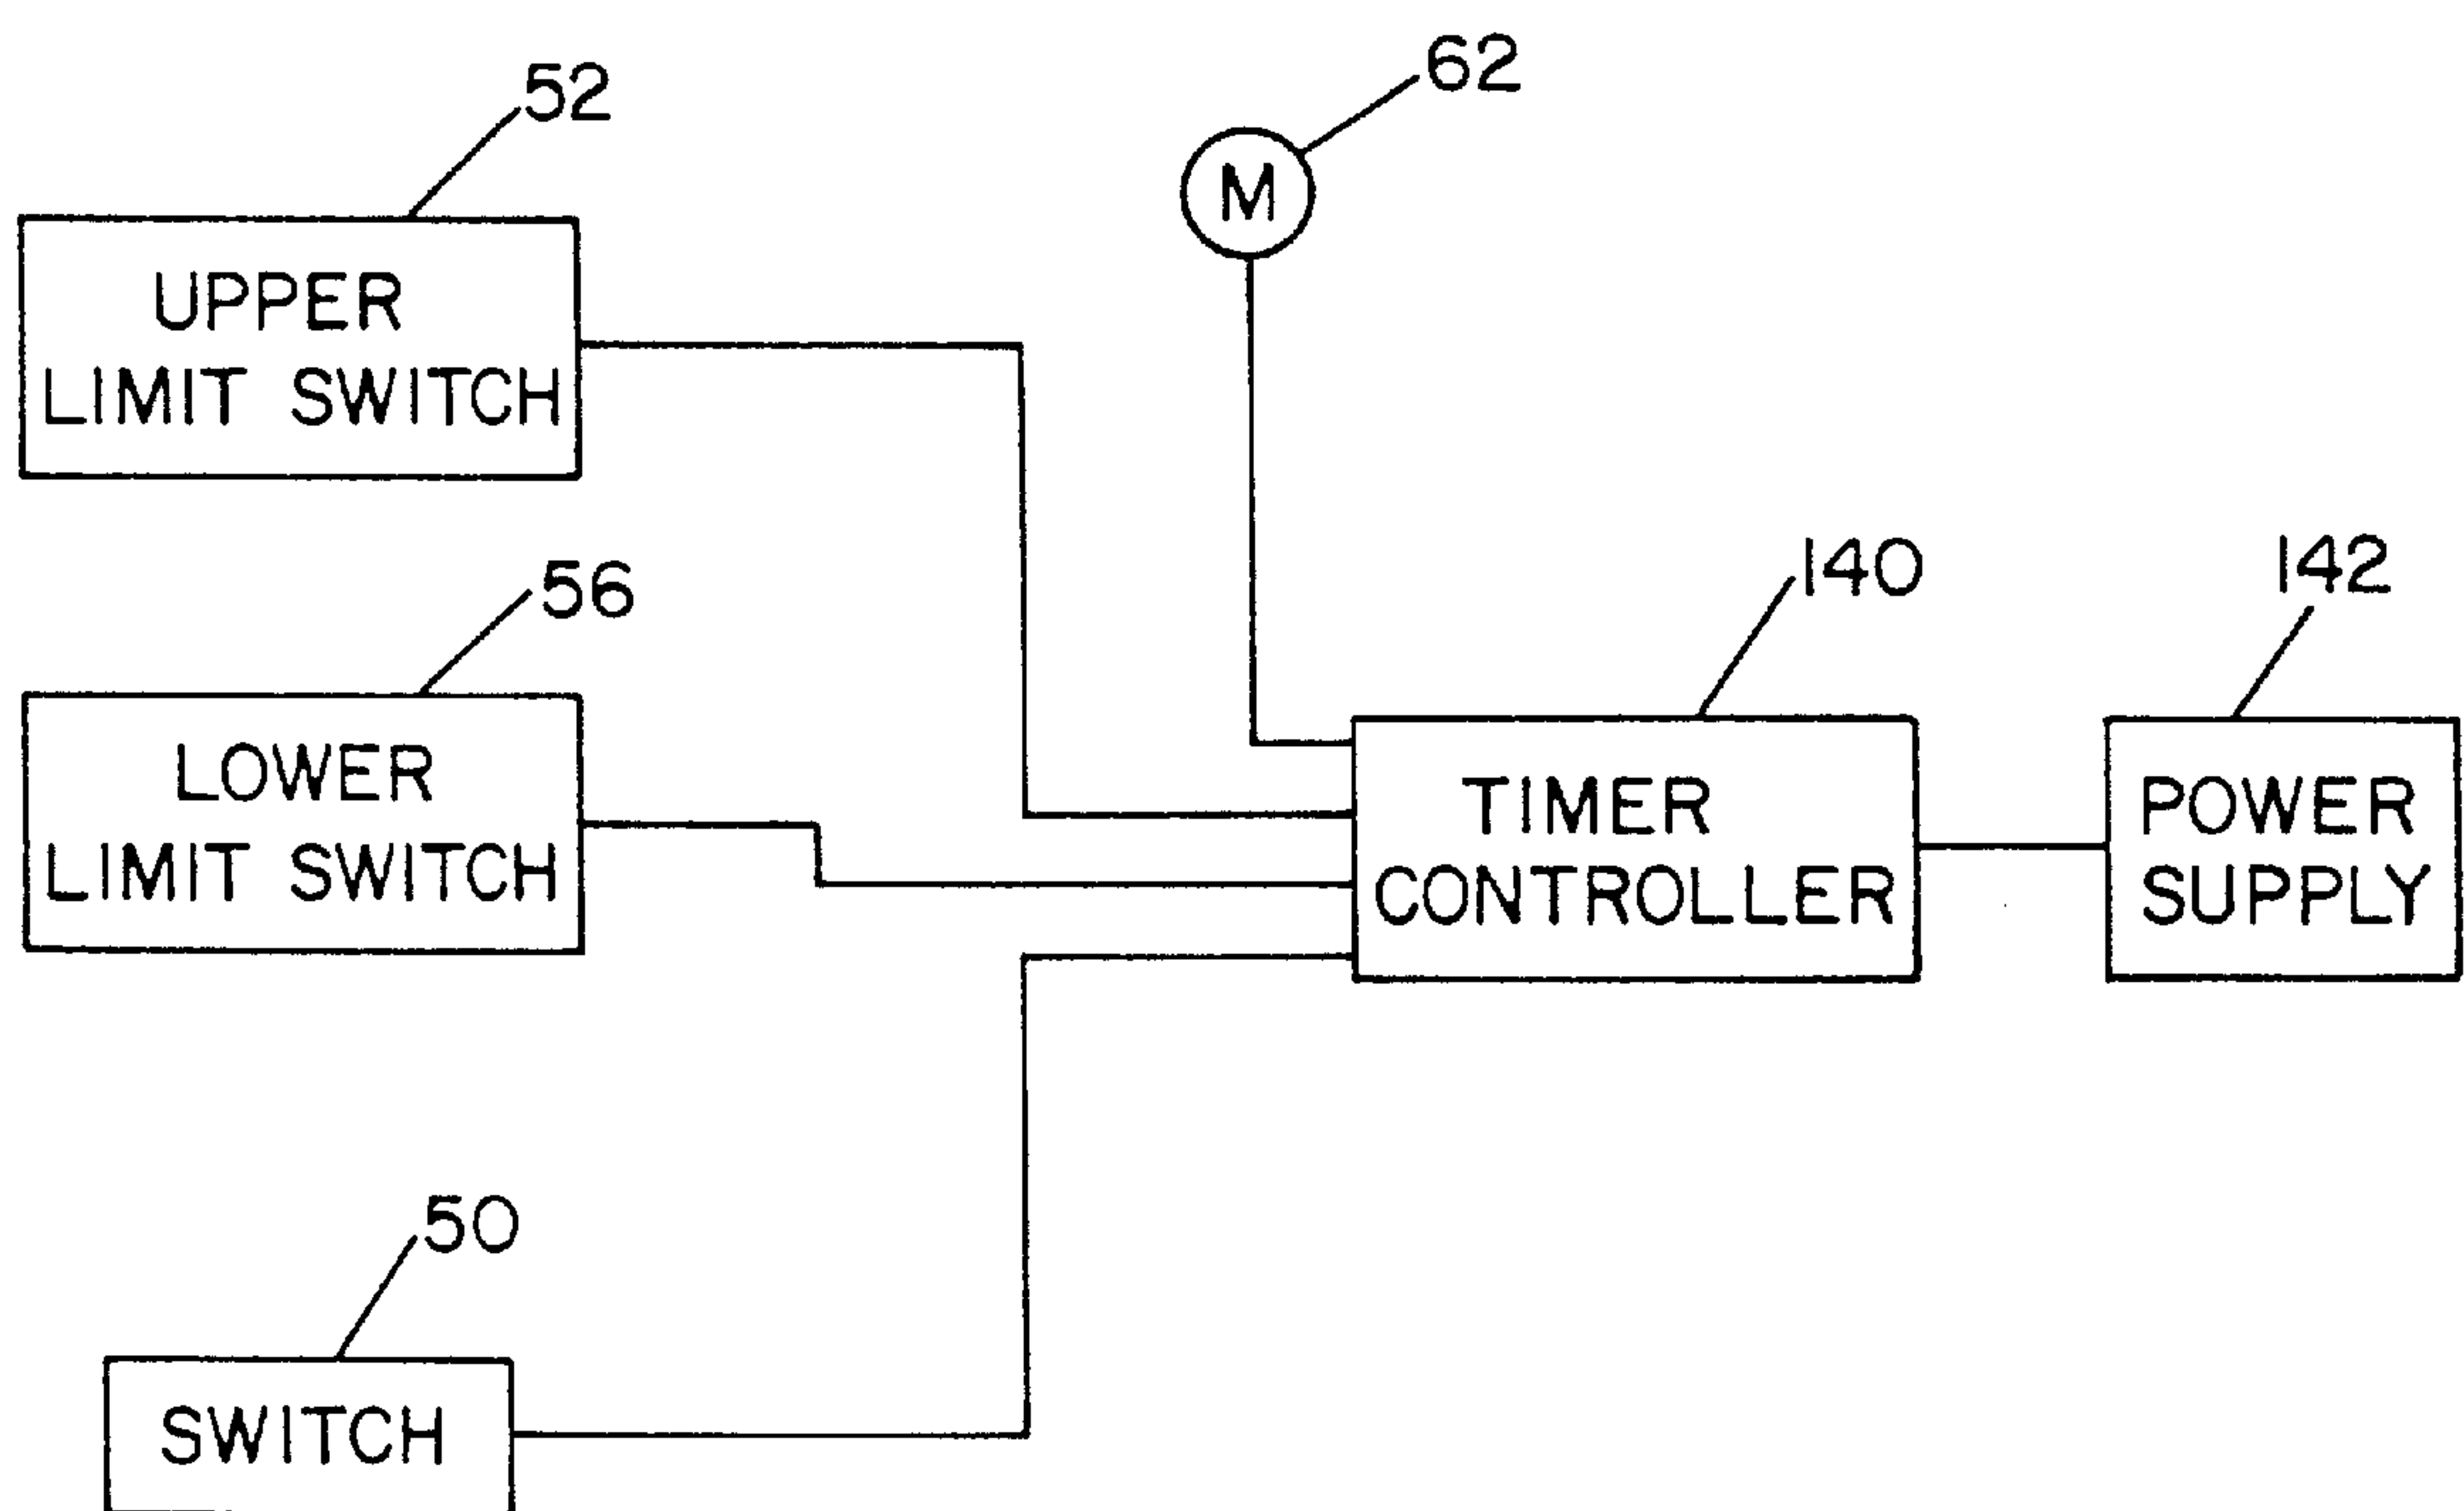 52
62
M
UPPER
LIMIT SWITCH
56
140
142
LOWER
LIMIT SWITCH
TIMER
CONTROLLER
POWER
SUPPLY
50
SWITCH